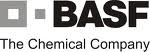 BASF
The Chemical Company